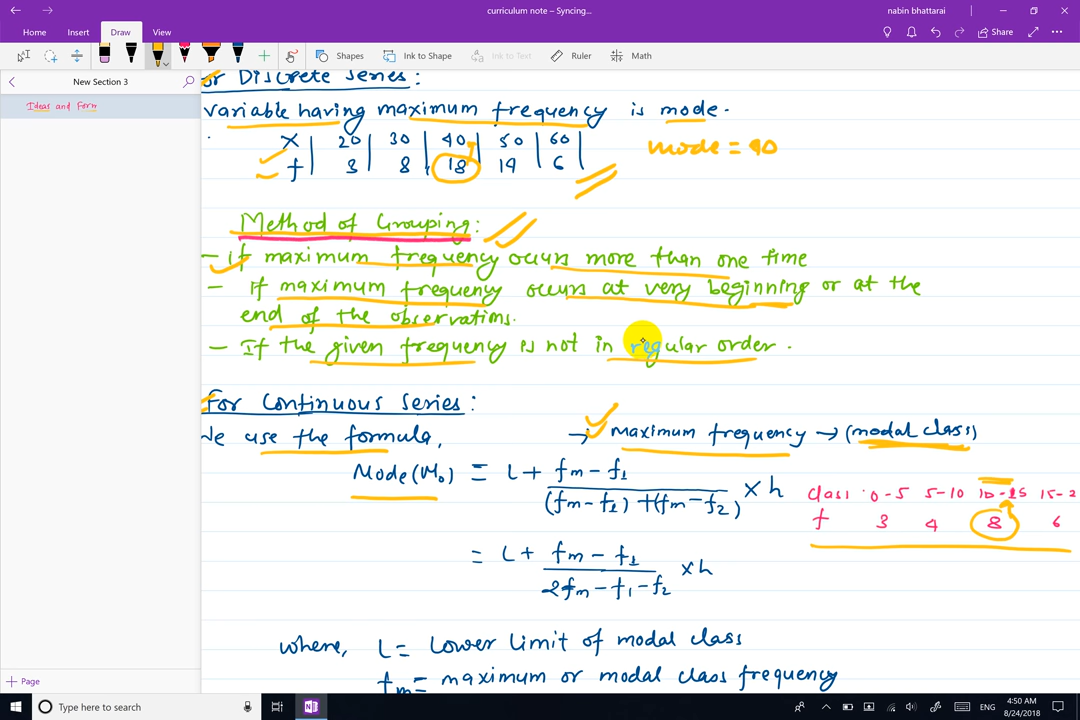 curriculum note - Syncing...
nabin bhattarai
Home Insert Draw View
Share
Shapes Ink to Shape Ink to Text Ruler Math
New Section 3
Ideas and Form
Discrete Series:
variable having maximum frequency is mode.
x | 20 | 30 | 40 | 50 | 60 |
f | 3 | 8 | 18 | 14 | 6 |
mode = 40
Method of Grouping:
- if maximum frequency occurs more than one time
- if maximum frequency occurs at very beginning or at the
end of the observations.
- If the given frequency is not in regular order.
For Continuous Series:
We use the formula,
→ maximum frequency → (modal class)
Mode(M₀) = L + fm - f1 / (fm - f1) + (fm - f2) × h
class 0-5 5-10 10-15 15-2
f 3 4 8 6
= L + fm - f1 / 2fm - f1 - f2 × h
where, L = Lower limit of modal class
fm = maximum or modal class frequency
Page
Type here to search
ENG
4:50 AM
8/24/2018